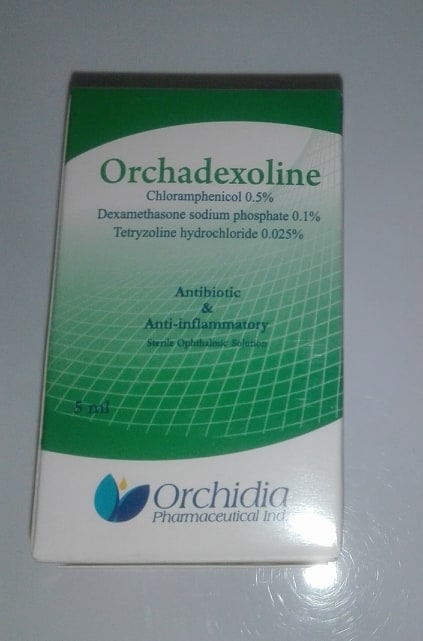 Orchadexoline
Chloramphenicol 0.5%
Dexamethasone sodium phosphate 0.1%
Tetryzoline hydrochloride 0.025%
Antibiotic
&
Anti-inflammatory
Sterile Ophthalmic Solution
5 ml
Orchidia
Pharmaceutical Ind.